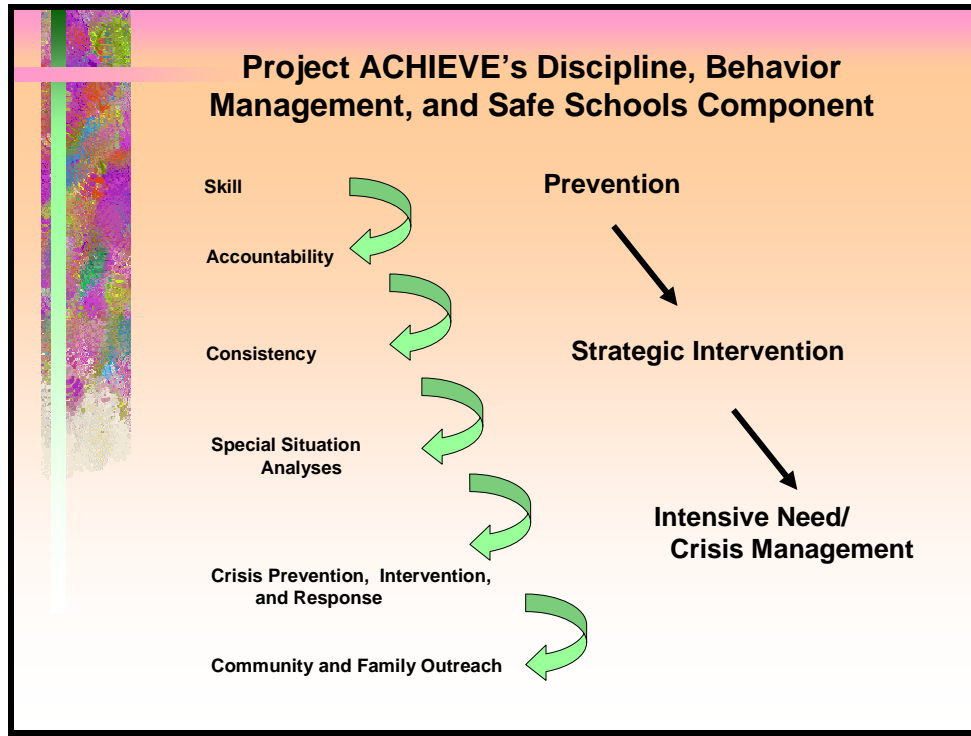 Project ACHIEVE’s Discipline, Behavior
Management, and Safe Schools Component
Skill
Accountability
Consistency
Special Situation
Analyses
Crisis Prevention,  Intervention,
and Response
Community and Family Outreach
Prevention
Strategic Intervention
Intensive Need/
Crisis Management